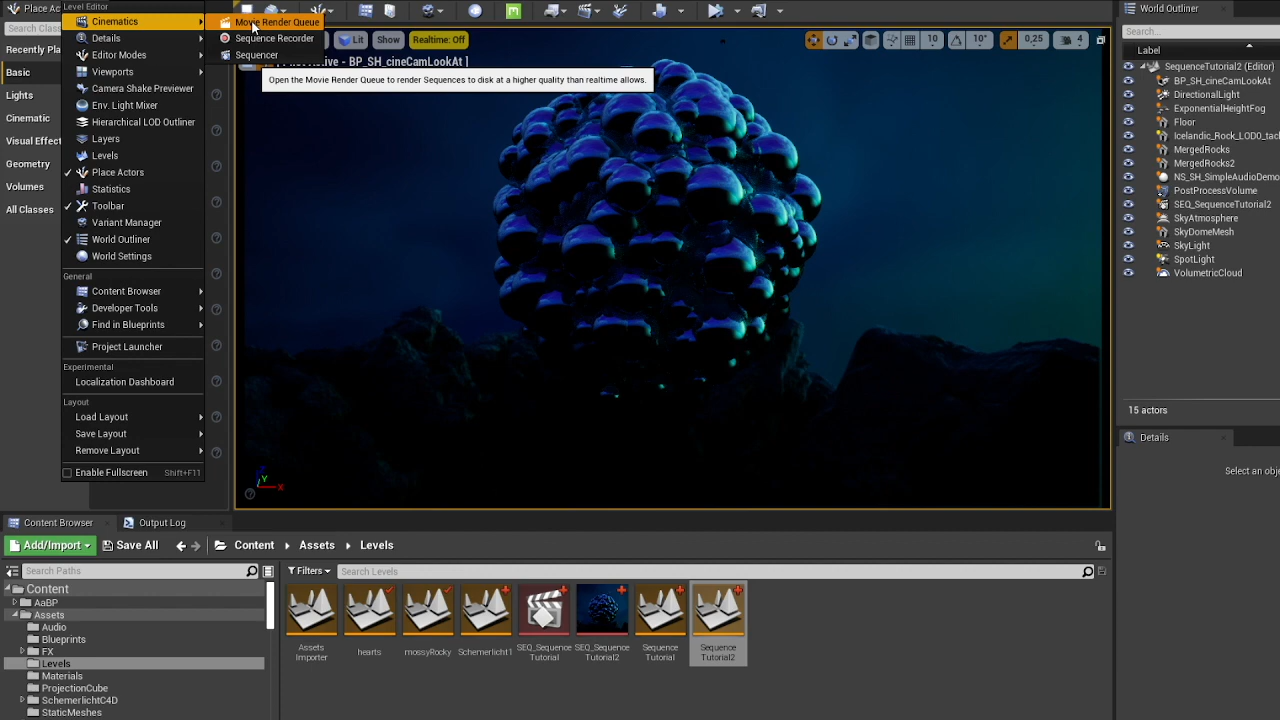 Place Ac
Search Class
Recently Pla
Basic
Lights
Cinematic
Visual Effect
Geometry
Volumes
All Classes
Level Editor
Cinematics
Details
Editor Modes
Viewports
Camera Shake Previewer
Env. Light Mixer
Hierarchical LOD Outliner
Layers
Levels
Place Actors
Statistics
Toolbar
Variant Manager
World Outliner
World Settings
General
Content Browser
Developer Tools
Find in Blueprints
Project Launcher
Experimental
Localization Dashboard
Layout
Load Layout
Save Layout
Remove Layout
Enable Fullscreen Shift+F11
Movie Render Queue
Sequence Recorder
Sequencer
Open the Movie Render Queue to render Sequences to disk at a higher quality than realtime allows.
Lit Show Realtime: Off
Active - BP_SH_cineCamLookAt ]
10 10° 0,25 4
Y X
World Outliner
Search...
Label
SequenceTutorial2 (Editor)
BP_SH_cineCamLookAt
DirectionalLight
ExponentialHeightFog
Floor
Icelandic_Rock_LOD0_tack
MergedRocks
MergedRocks2
NS_SH_SimpleAudioDemo
PostProcessVolume
SEQ_SequenceTutorial2
SkyAtmosphere
SkyDomeMesh
SkyLight
SpotLight
VolumetricCloud
15 actors
Details
Select an obje
Content Browser Output Log
Add/Import Save All Content Assets Levels
Search Paths
Content
AaBP
Assets
Audio
Blueprints
FX
Levels
Materials
ProjectionCube
SchemerlichtC4D
StaticMeshes
Filters Search Levels
Assets Importer
hearts
mossyRocky
Schemerlicht1
SEQ_Sequence Tutorial
SEQ_Sequence Tutorial2
Sequence Tutorial
Sequence Tutorial2